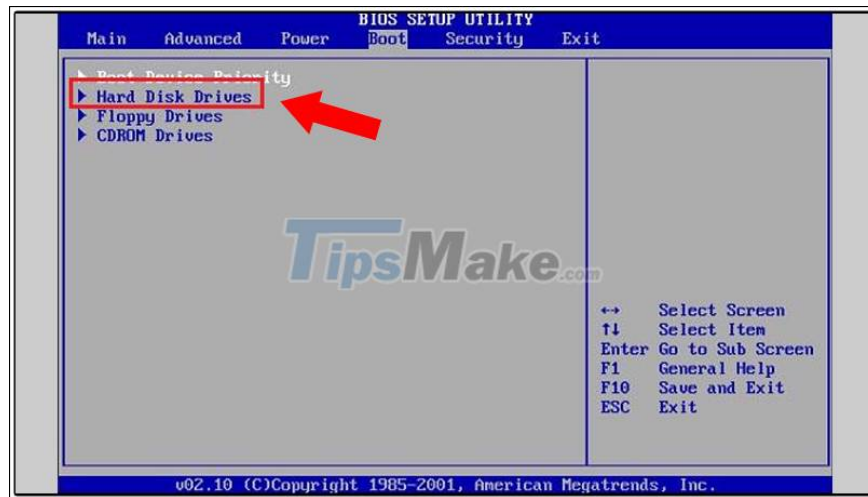 BIOS SETUP UTILITY
Main Advanced Power Boot Security Exit
Boot Device Priority
Hard Disk Drives
Floppy Drives
CDROM Drives
TipsMake.com
↔ Select Screen
↑↓ Select Item
Enter Go to Sub Screen
F1 General Help
F10 Save and Exit
ESC Exit
v02.10 (C)Copyright 1985-2001, American Megatrends, Inc.